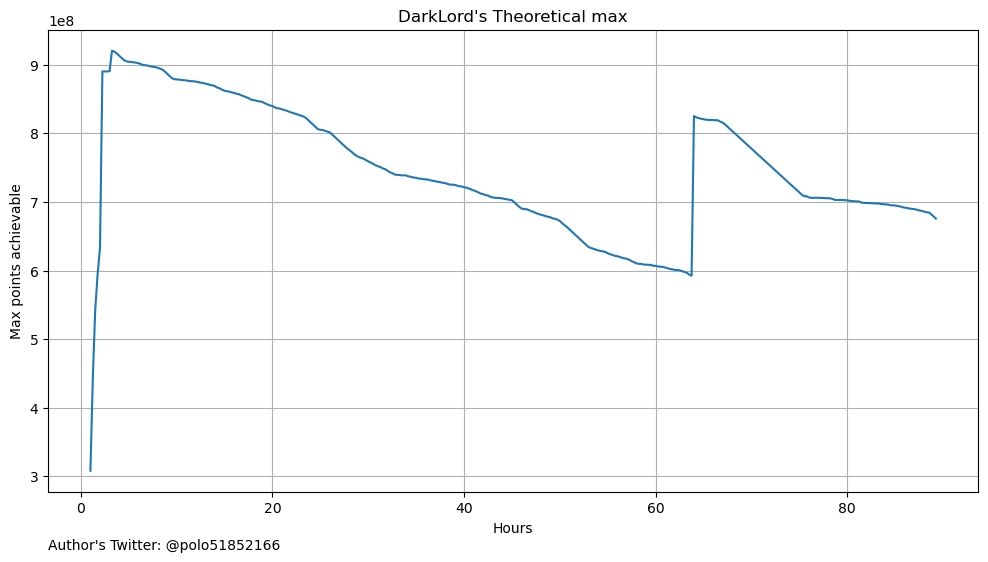 DarkLord's Theoretical max
1e8
9
8
7
6
5
4
3
Max points achievable
0 20 40 60 80
Hours
Author's Twitter: @polo51852166